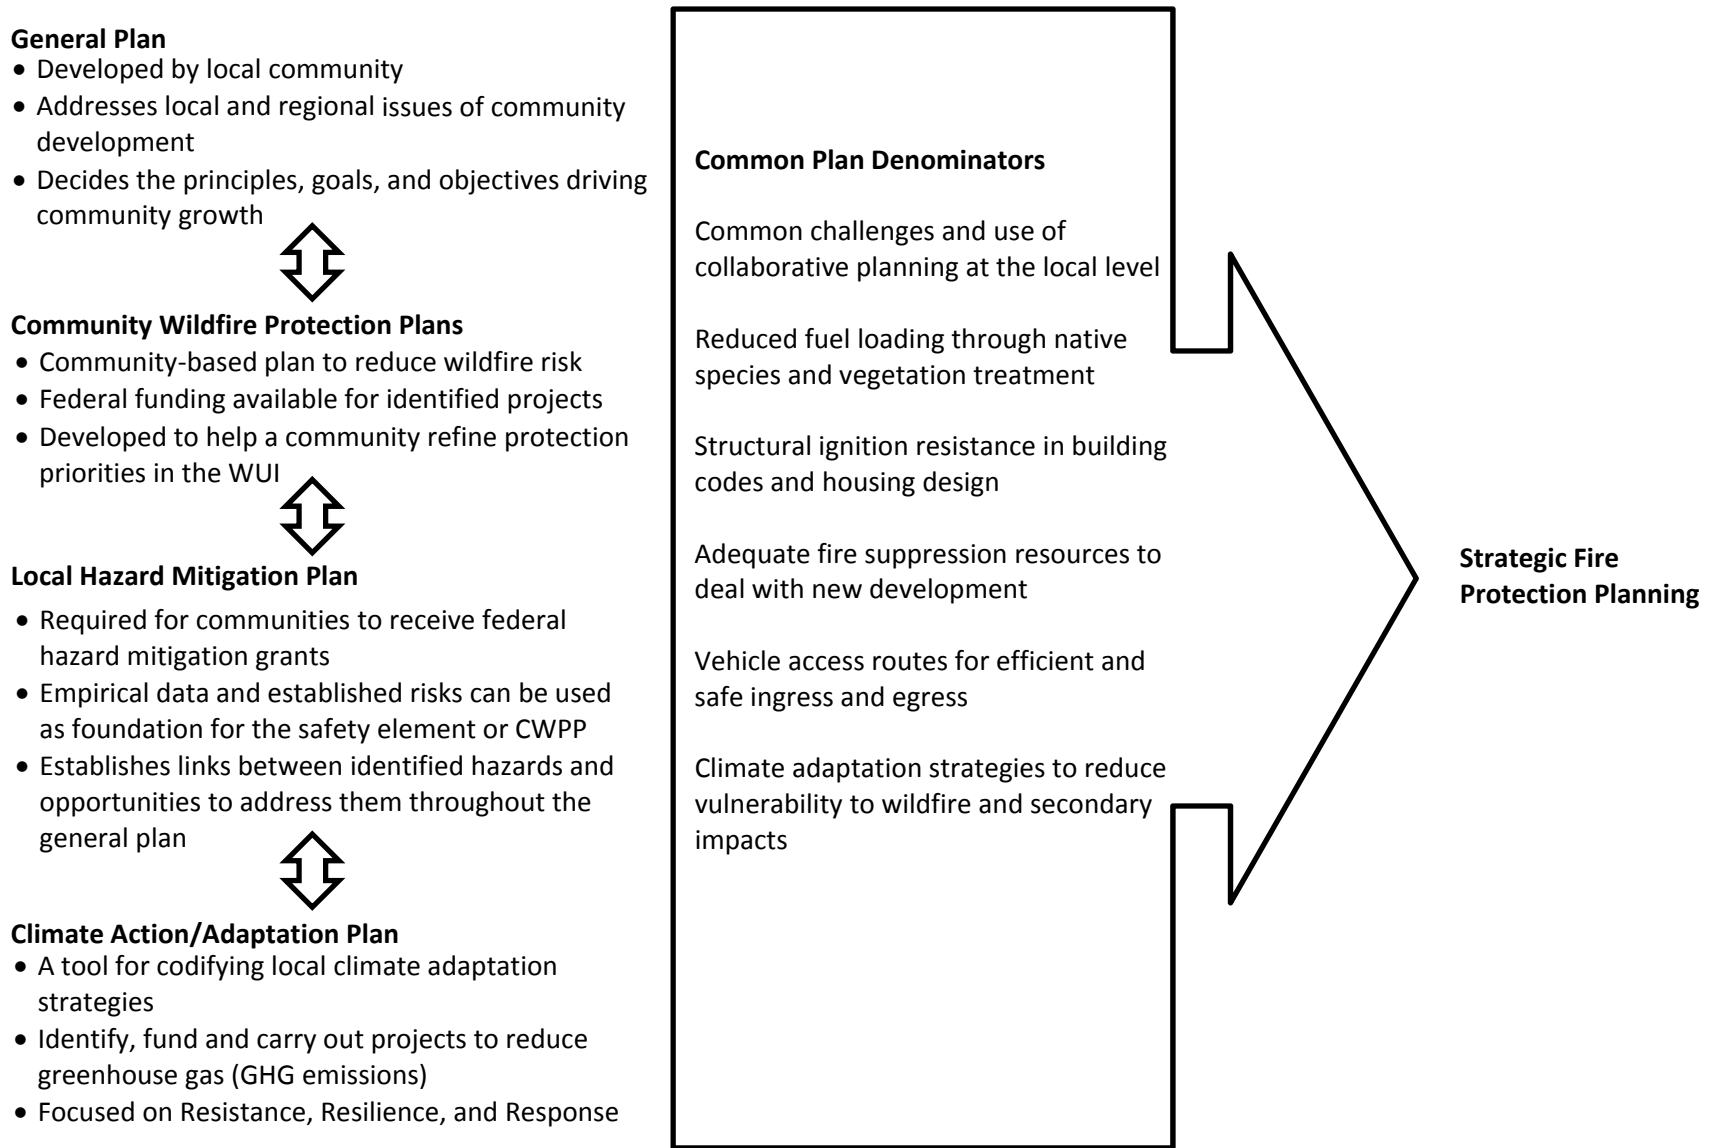 General Plan
• Developed by local community
• Addresses local and regional issues of community
development
• Decides the principles, goals, and objectives driving
community growth
Community Wildfire Protection Plans
• Community-based plan to reduce wildfire risk
• Federal funding available for identified projects
• Developed to help a community refine protection
priorities in the WUI
Local Hazard Mitigation Plan
• Required for communities to receive federal
hazard mitigation grants
• Empirical data and established risks can be used
as foundation for the safety element or CWPP
• Establishes links between identified hazards and
opportunities to address them throughout the
general plan
Climate Action/Adaptation Plan
• A tool for codifying local climate adaptation
strategies
• Identify, fund and carry out projects to reduce
greenhouse gas (GHG emissions)
• Focused on Resistance, Resilience, and Response
Common Plan Denominators
Common challenges and use of
collaborative planning at the local level
Reduced fuel loading through native
species and vegetation treatment
Structural ignition resistance in building
codes and housing design
Adequate fire suppression resources to
deal with new development
Vehicle access routes for efficient and
safe ingress and egress
Climate adaptation strategies to reduce
vulnerability to wildfire and secondary
impacts
Strategic Fire
Protection Planning